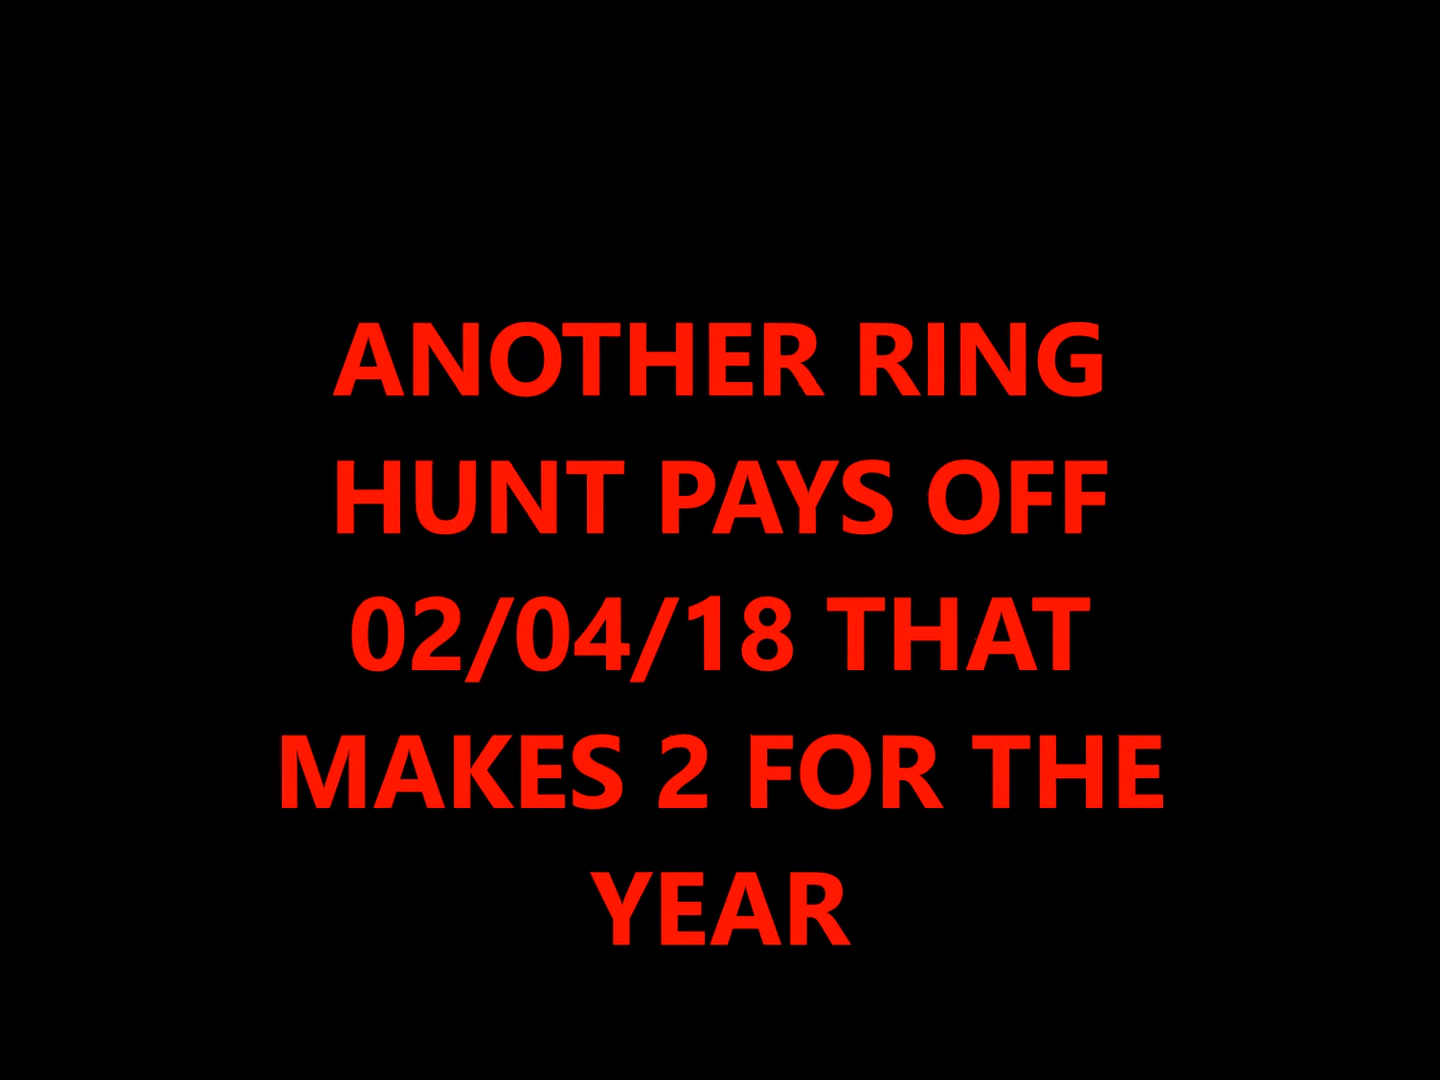 ANOTHER RING
HUNT PAYS OFF
02/04/18 THAT
MAKES 2 FOR THE
YEAR